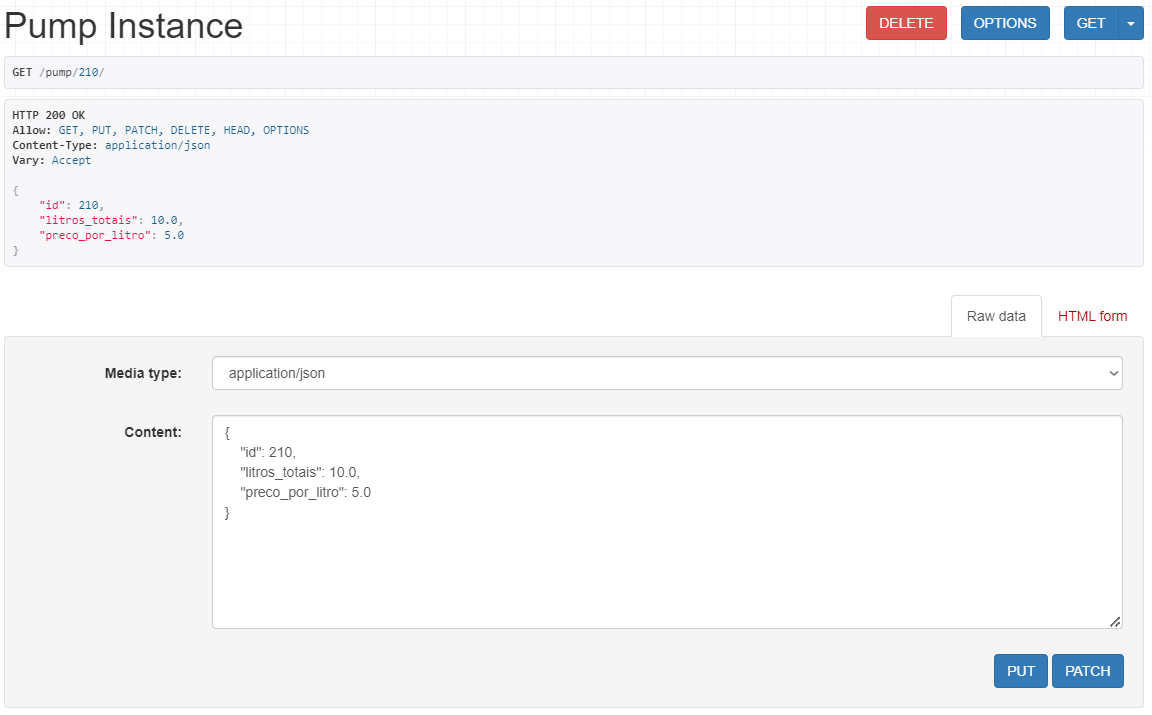 Pump Instance
DELETE
OPTIONS
GET
GET /pump/210/
HTTP 200 OK
Allow: GET, PUT, PATCH, DELETE, HEAD, OPTIONS
Content-Type: application/json
Vary: Accept
{
    "id": 210,
    "litros_totais": 10.0,
    "preco_por_litro": 5.0
}
Raw data
HTML form
Media type:
application/json
Content:
{
    "id": 210,
    "litros_totais": 10.0,
    "preco_por_litro": 5.0
}
PUT
PATCH